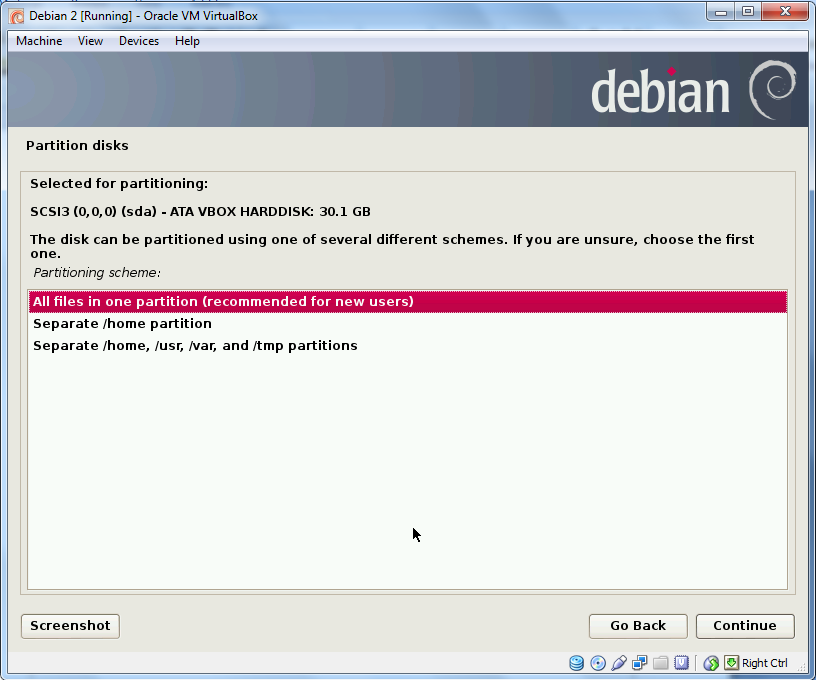 Debian 2 [Running] - Oracle VM VirtualBox
Machine View Devices Help
debian
Partition disks
Selected for partitioning:
SCSI3 (0,0,0) (sda) - ATA VBOX HARDDISK: 30.1 GB
The disk can be partitioned using one of several different schemes. If you are unsure, choose the first
one.
Partitioning scheme:
All files in one partition (recommended for new users)
Separate /home partition
Separate /home, /usr, /var, and /tmp partitions
Screenshot Go Back Continue
Right Ctrl